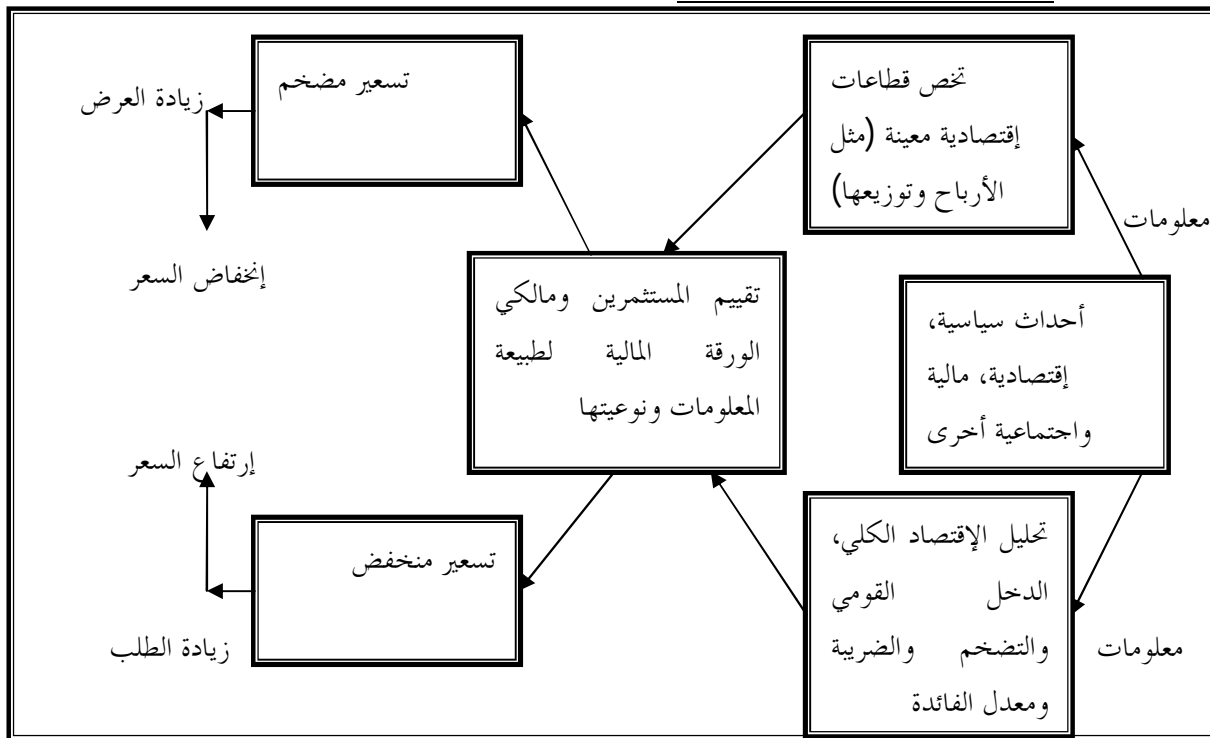 تخص قطاعات
إقتصادية معينة (مثل
الأرباح وتوزيعها)
معلومات
أحداث سياسية،
إقتصادية، مالية
واجتماعية أخرى
تحليل الإقتصاد الكلي،
الدخل القومي
والتضخم والضريبة
ومعدل الفائدة
معلومات
تقييم المستثمرين ومالكي
الورقة المالية لطبيعة
المعلومات ونوعيتها
تسعير مضخم
زيادة العرض
إنخفاض السعر
إرتفاع السعر
تسعير منخفض
زيادة الطلب